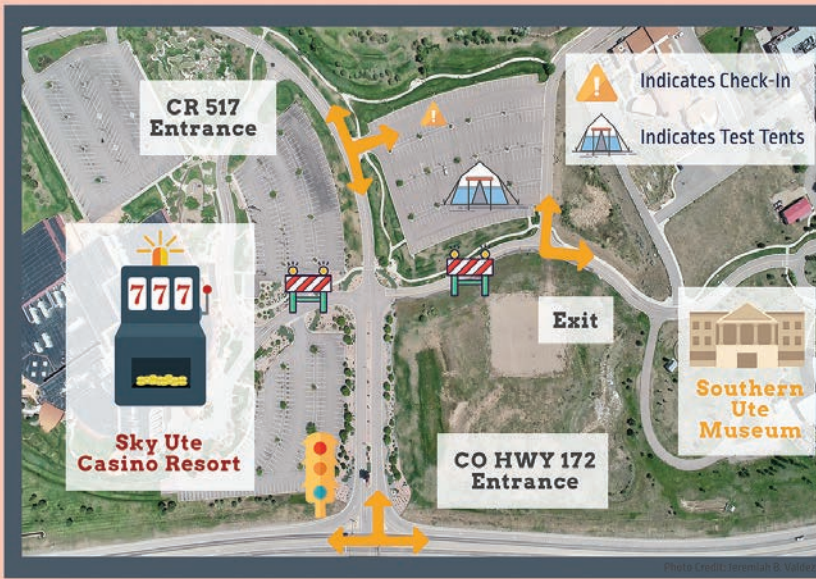 CR 517
Entrance
Indicates Check-In
Indicates Test Tents
777
Exit
Sky Ute
Casino Resort
Southern
Ute
Museum
CO HWY 172
Entrance
Photo Credit: Jeremiah B. Valdez